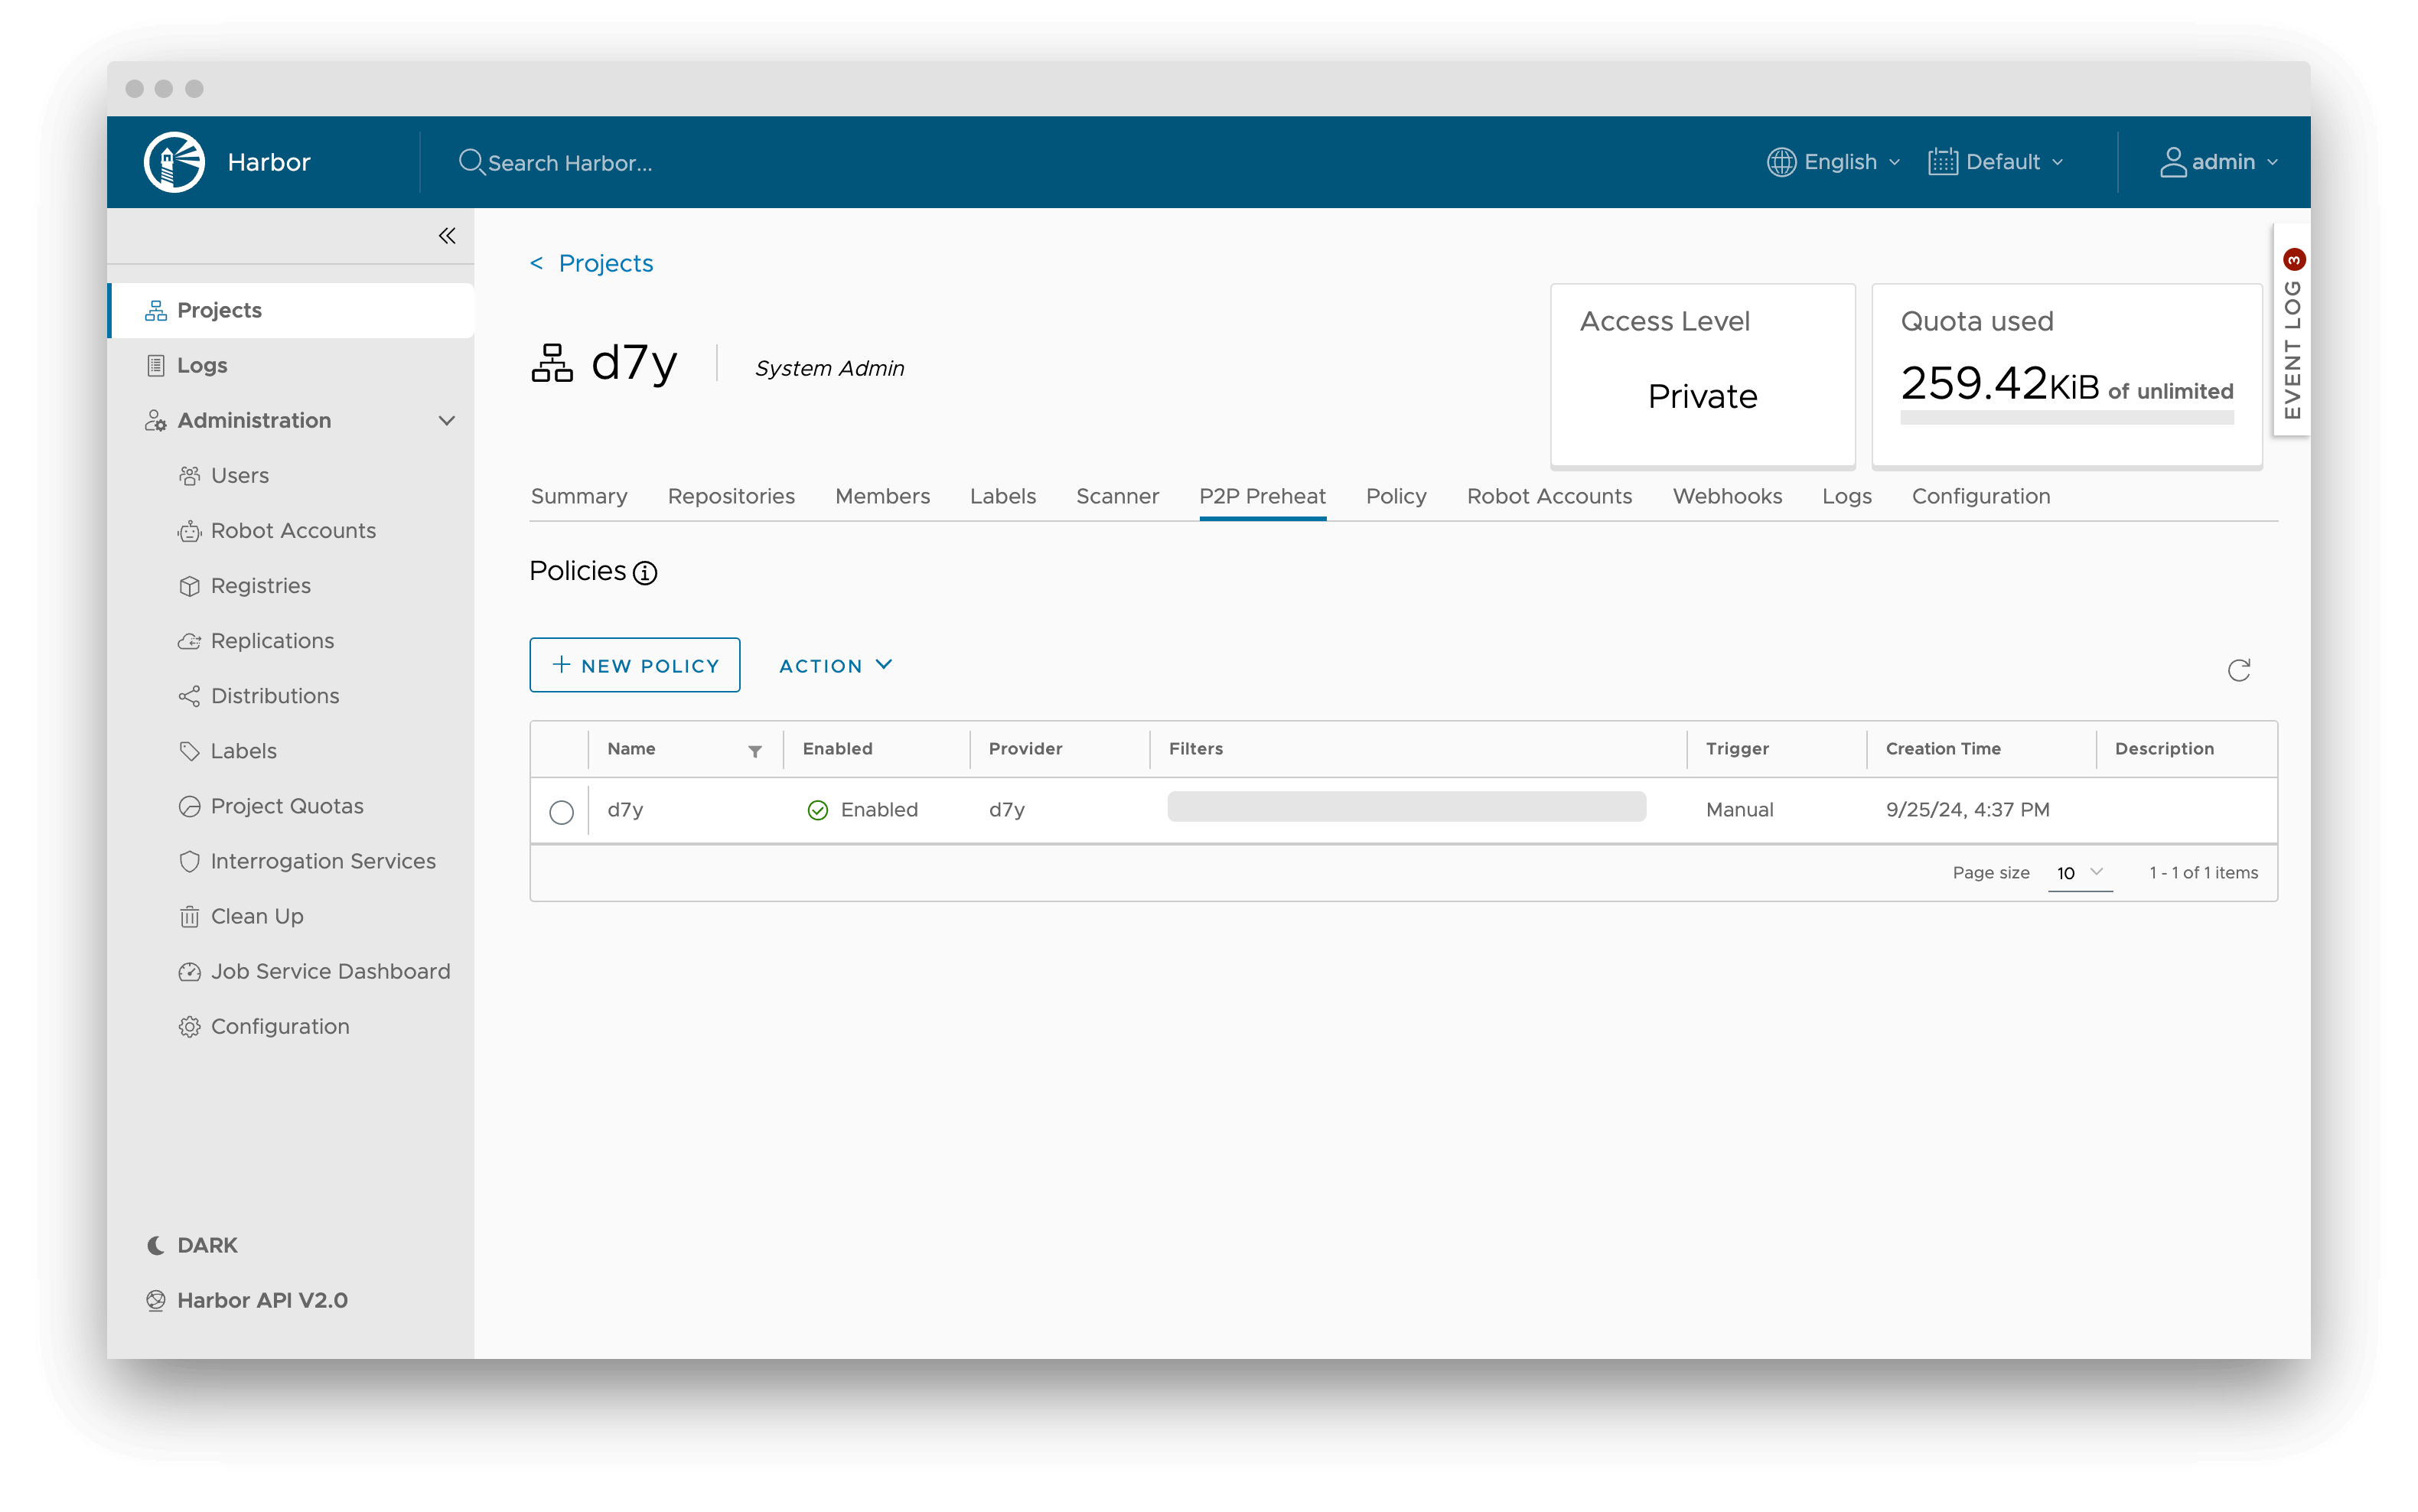 Harbor
Search Harbor...
English
Default
admin
Projects
Logs
Administration
Users
Robot Accounts
Registries
Replications
Distributions
Labels
Project Quotas
Interrogation Services
Clean Up
Job Service Dashboard
Configuration
DARK
Harbor API V2.0
< Projects
d7y
System Admin
Access Level
Private
Quota used
259.42KiB of unlimited
EVENT LOG 3
Summary Repositories Members Labels Scanner P2P Preheat Policy Robot Accounts Webhooks Logs Configuration
Policies
+ NEW POLICY
ACTION
Name Enabled Provider Filters Trigger Creation Time Description
d7y Enabled d7y Manual 9/25/24, 4:37 PM
Page size 10 1 - 1 of 1 items